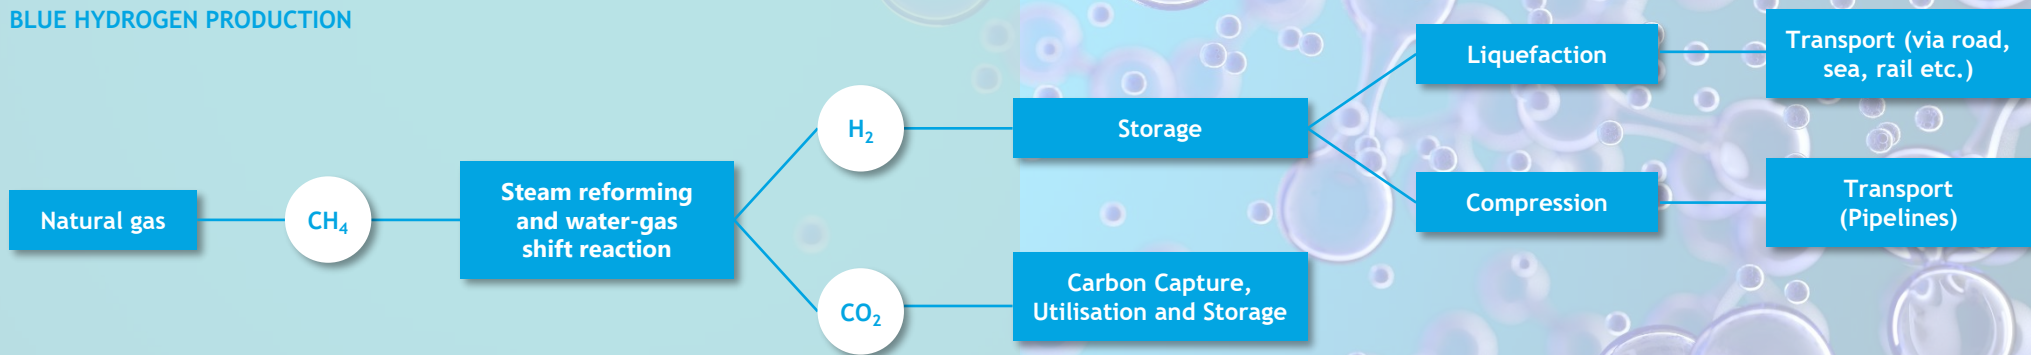 BLUE HYDROGEN PRODUCTION
Natural gas
CH₄
Steam reforming
and water-gas
shift reaction
H₂
CO₂
Storage
Carbon Capture,
Utilisation and Storage
Liquefaction
Compression
Transport (via road,
sea, rail etc.)
Transport
(Pipelines)